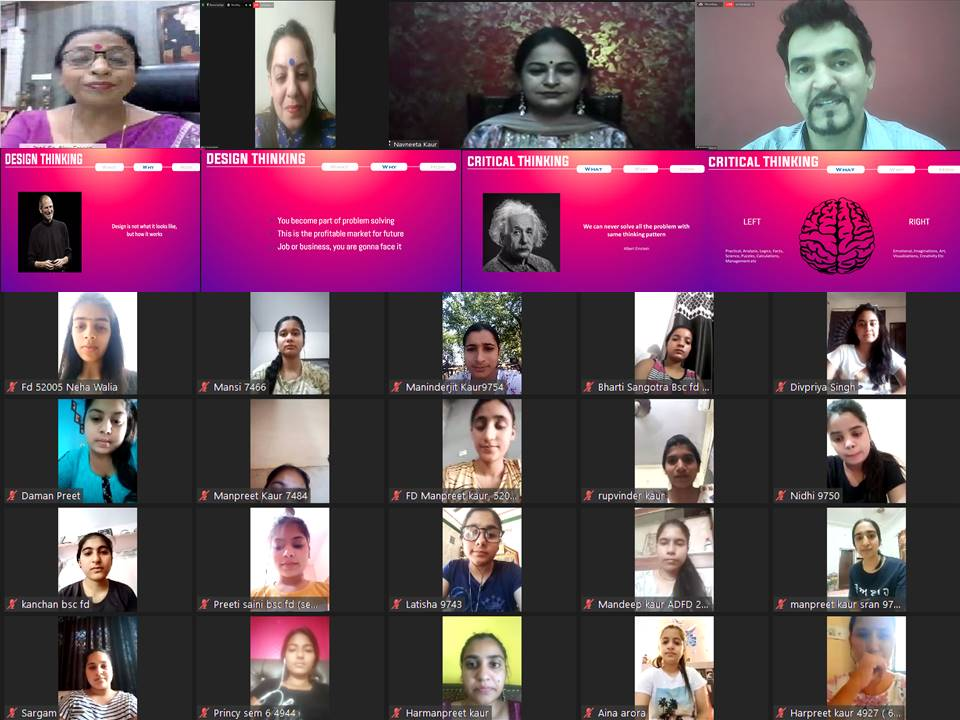 Navneeta Kaur
DESIGN THINKING
WHY
Design is not what it looks like,
but how it works
DESIGN THINKING
WHY
You become part of problem solving
This is the profitable market for future
Job or business, you are gonna face it
CRITICAL THINKING
WHAT
We can never solve all the problem with
same thinking pattern
Albert Einstein
CRITICAL THINKING
WHAT
LEFT
RIGHT
Practical, Analysis, Logics, Facts,
Science, Puzzles, Calculations,
Management etc
Emotional, Imaginations, Art,
Visualizations, Creativity Etc
Fd 52005 Neha Walia
Mansi 7466
Maninderjit Kaur9754
Bharti Sangotra Bsc fd ...
Divpriya Singh
Daman Preet
Manpreet Kaur 7484
FD Manpreet kaur, 520...
rupvinder kaur
Nidhi 9750
kanchan bsc fd
Preeti saini bsc fd (se...
Latisha 9743
Mandeep kaur ADFD 2...
manpreet kaur sran 97...
Sargam
Princy sem 6 4944
Harmanpreet kaur
Aina arora
Harpreet kaur 4927 ( 6...